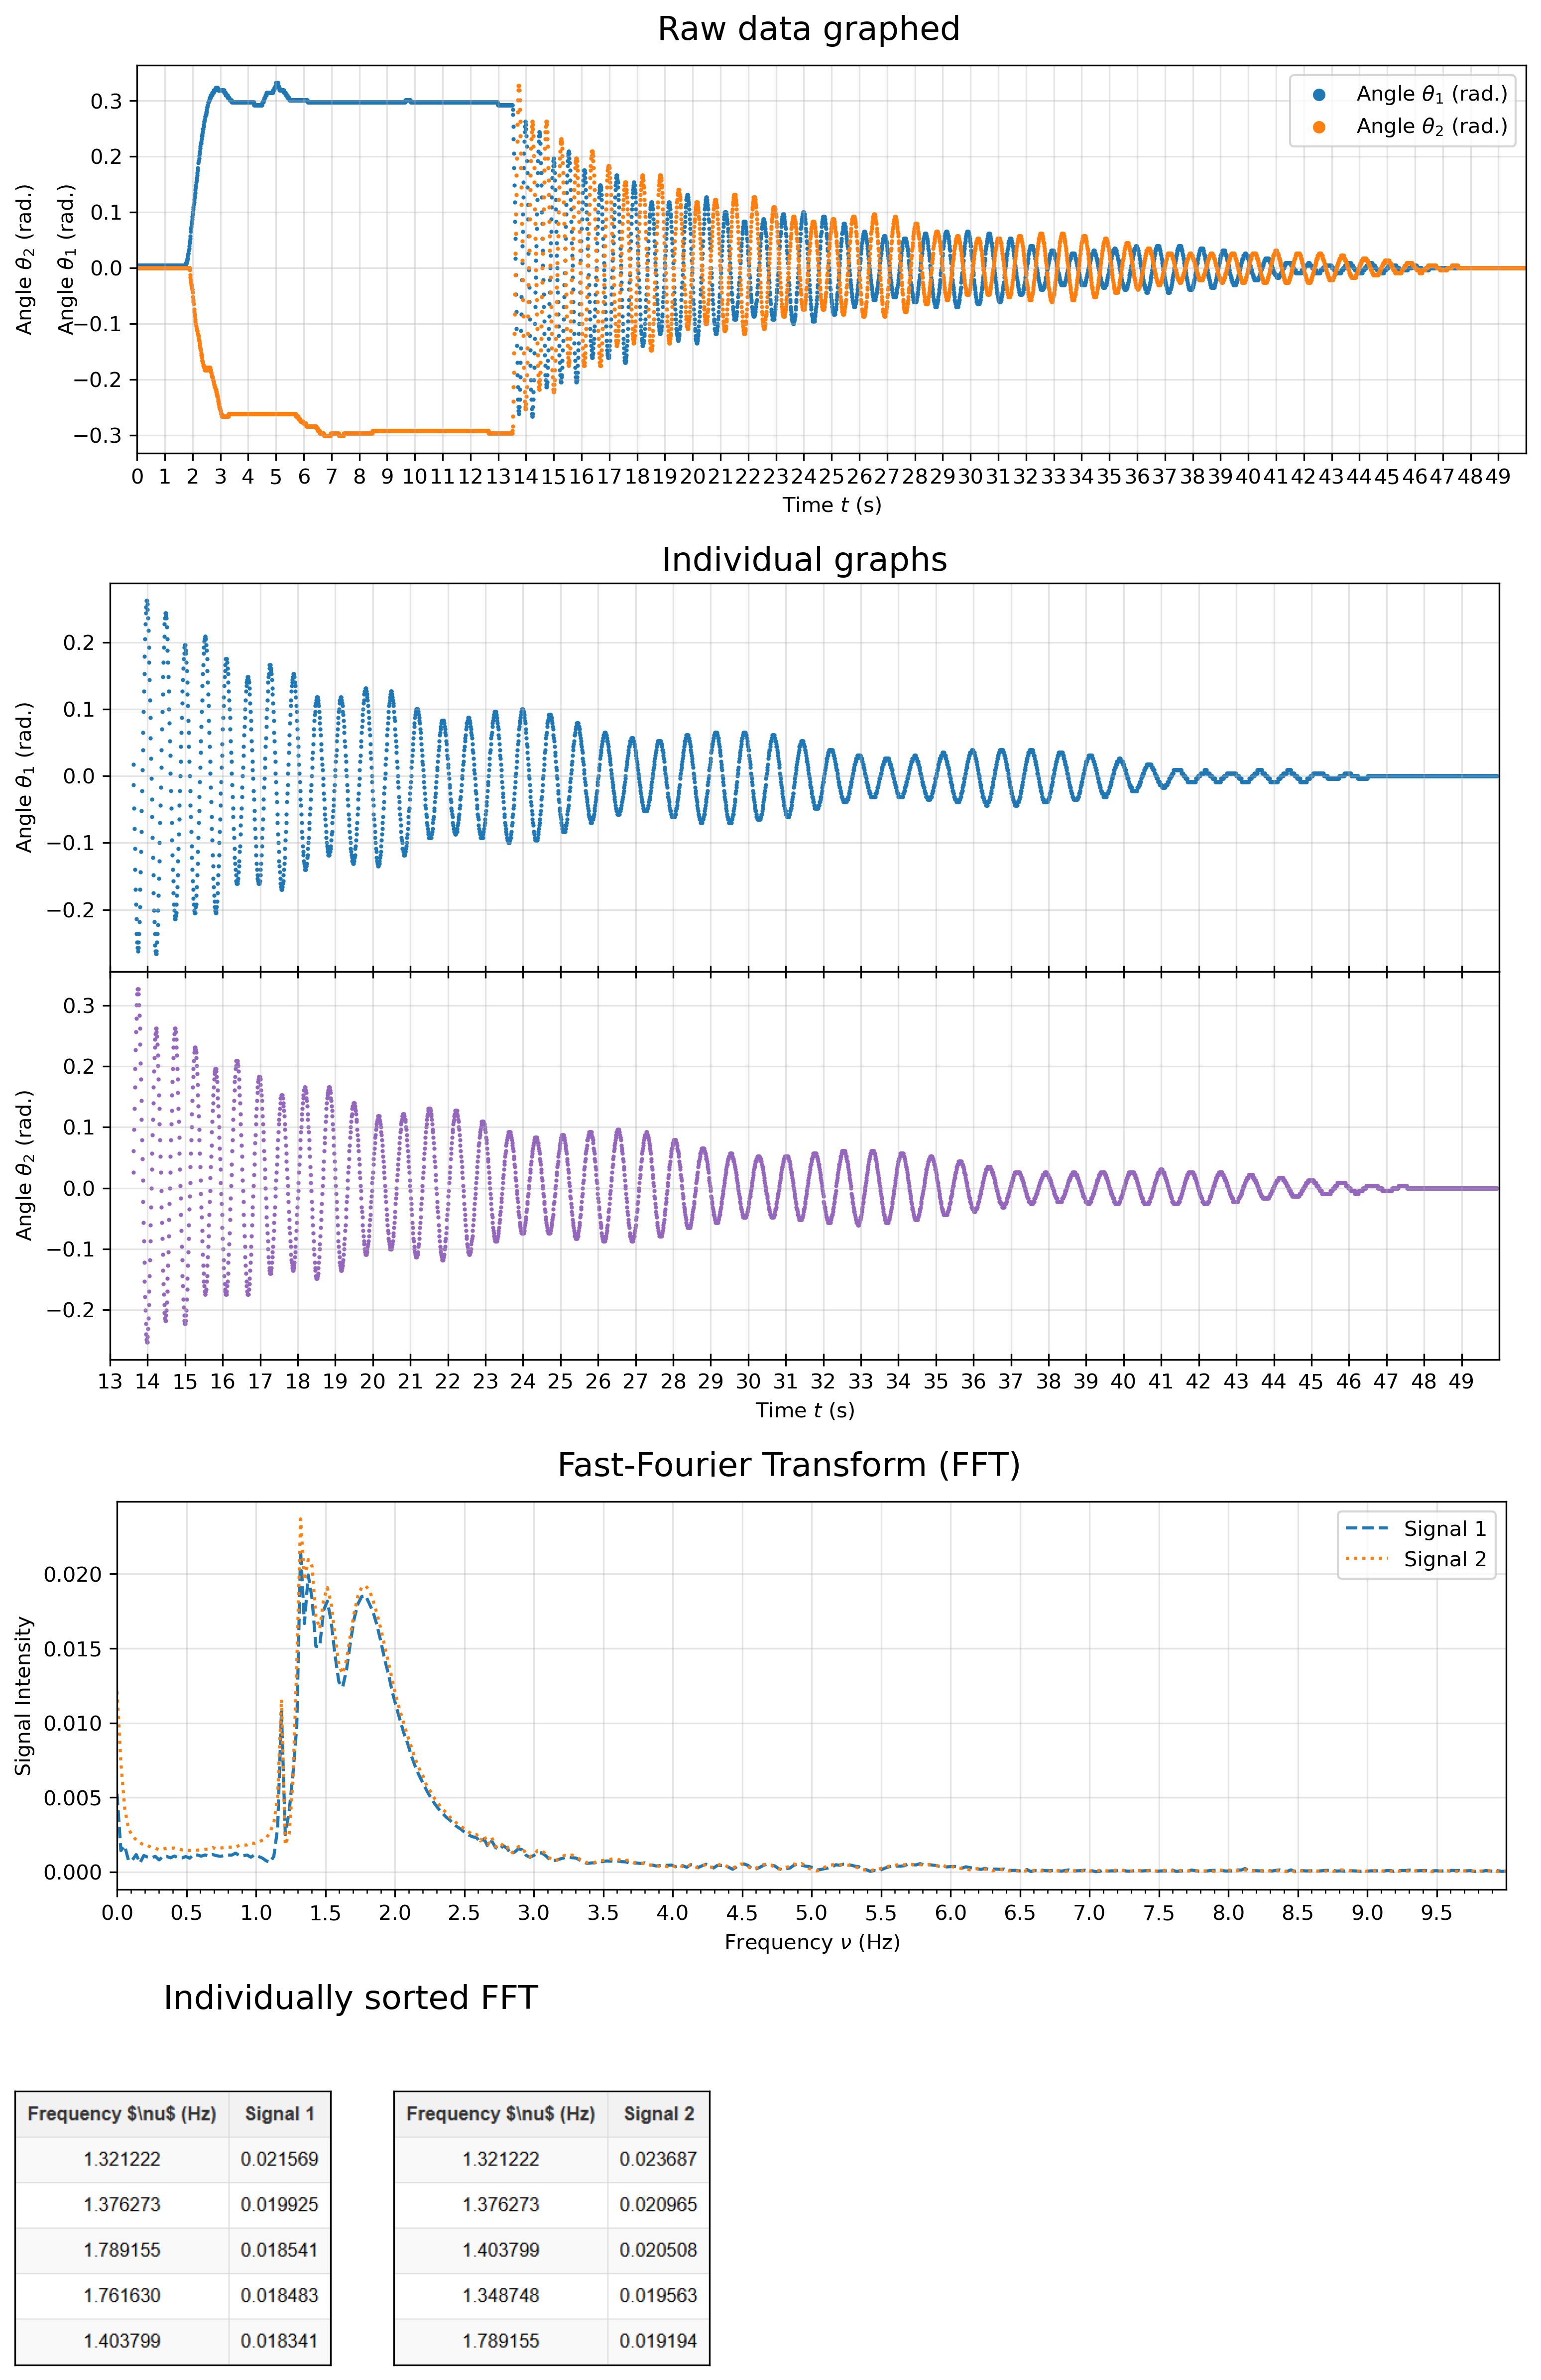 Raw data graphed
Angle θ₂ (rad.)
Angle θ₁ (rad.)
0.3
0.2
0.1
0.0
−0.1
−0.2
−0.3
Angle θ₁ (rad.)
Angle θ₂ (rad.)
0 1 2 3 4 5 6 7 8 9 10 11 12 13 14 15 16 17 18 19 20 21 22 23 24 25 26 27 28 29 30 31 32 33 34 35 36 37 38 39 40 41 42 43 44 45 46 47 48 49
Time t (s)
Individual graphs
Angle θ₁ (rad.)
0.2
0.1
0.0
−0.1
−0.2
Angle θ₂ (rad.)
0.3
0.2
0.1
0.0
−0.1
−0.2
13 14 15 16 17 18 19 20 21 22 23 24 25 26 27 28 29 30 31 32 33 34 35 36 37 38 39 40 41 42 43 44 45 46 47 48 49
Time t (s)
Fast-Fourier Transform (FFT)
Signal Intensity
0.020
0.015
0.010
0.005
0.000
Signal 1
Signal 2
0.0 0.5 1.0 1.5 2.0 2.5 3.0 3.5 4.0 4.5 5.0 5.5 6.0 6.5 7.0 7.5 8.0 8.5 9.0 9.5
Frequency ν (Hz)
Individually sorted FFT
Frequency $\nu$ (Hz) Signal 1
1.321222 0.021569
1.376273 0.019925
1.789155 0.018541
1.761630 0.018483
1.403799 0.018341
Frequency $\nu$ (Hz) Signal 2
1.321222 0.023687
1.376273 0.020965
1.403799 0.020508
1.348748 0.019563
1.789155 0.019194